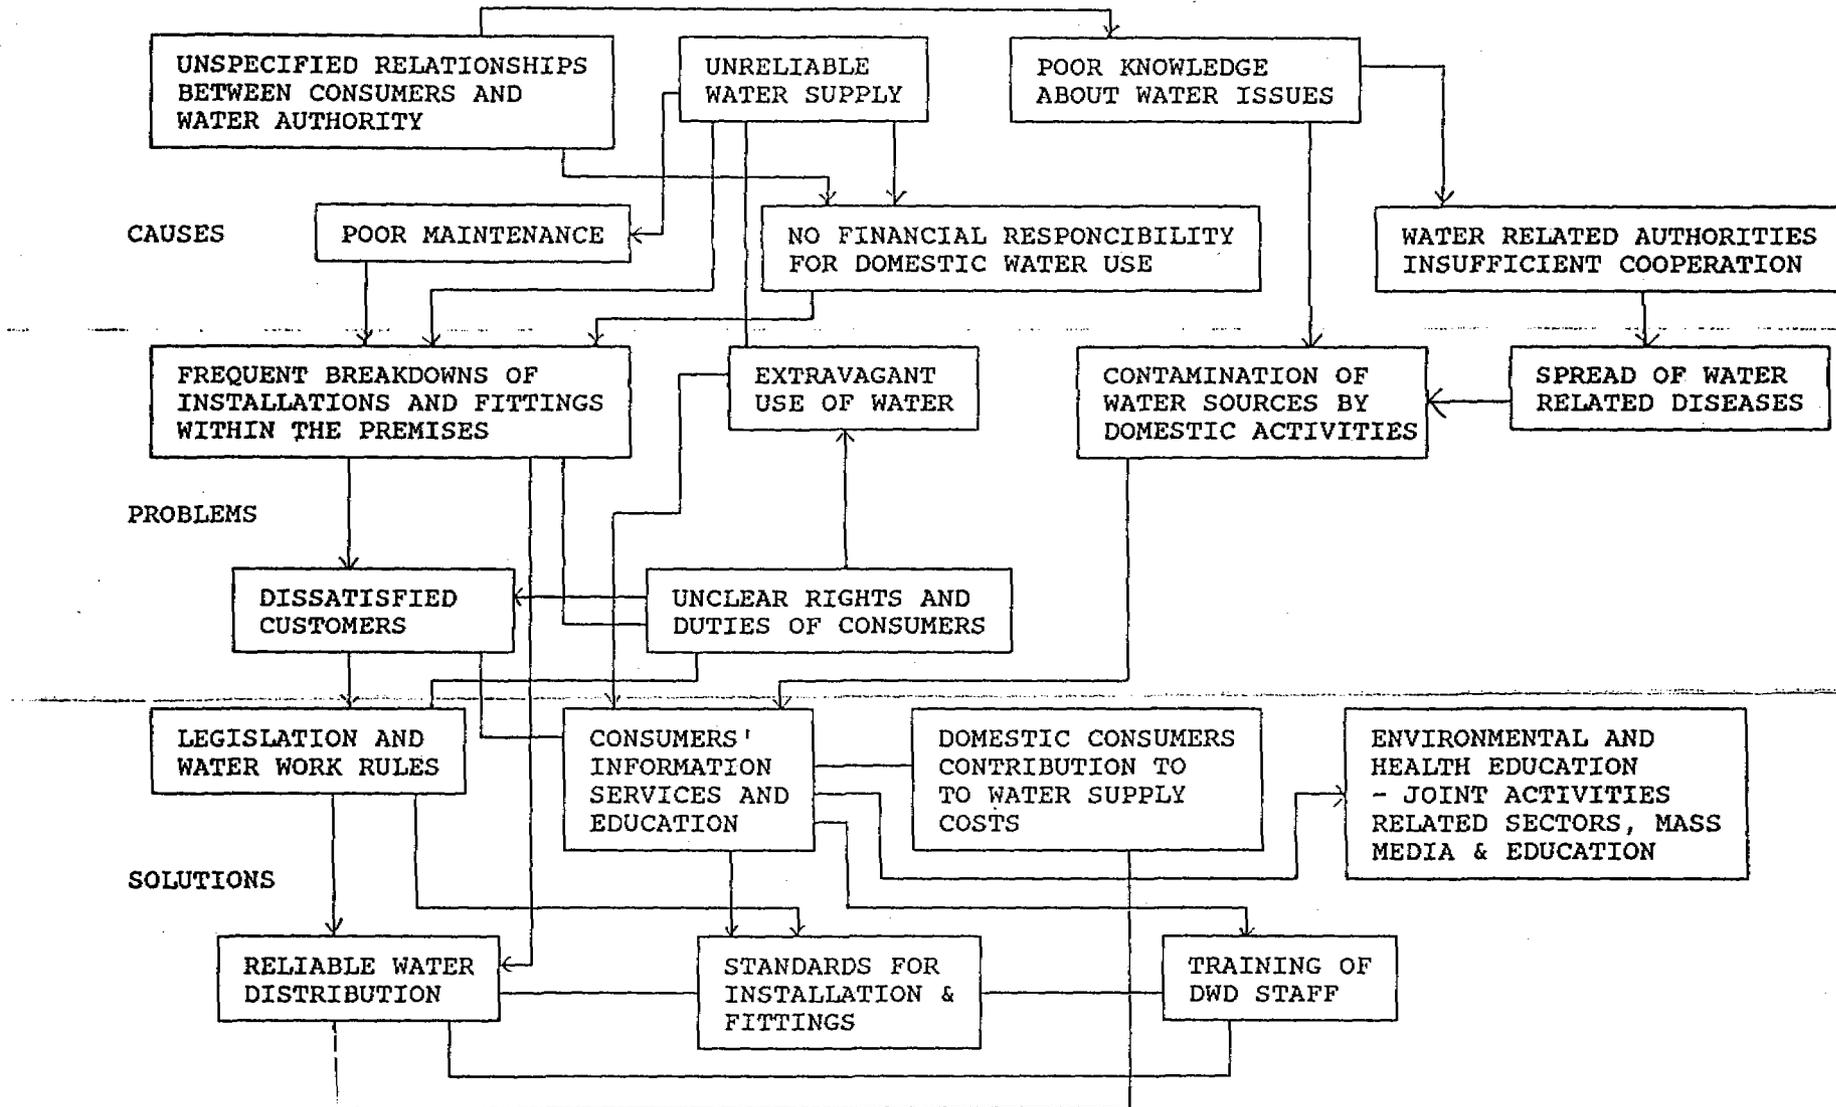 UNSPECIFIED RELATIONSHIPS
BETWEEN CONSUMERS AND
WATER AUTHORITY
UNRELIABLE
WATER SUPPLY
POOR KNOWLEDGE
ABOUT WATER ISSUES
CAUSES
POOR MAINTENANCE
NO FINANCIAL RESPONCIBILITY
FOR DOMESTIC WATER USE
WATER RELATED AUTHORITIES
INSUFFICIENT COOPERATION
FREQUENT BREAKDOWNS OF
INSTALLATIONS AND FITTINGS
WITHIN THE PREMISES
EXTRAVAGANT
USE OF WATER
CONTAMINATION OF
WATER SOURCES BY
DOMESTIC ACTIVITIES
SPREAD OF WATER
RELATED DISEASES
PROBLEMS
DISSATISFIED
CUSTOMERS
UNCLEAR RIGHTS AND
DUTIES OF CONSUMERS
LEGISLATION AND
WATER WORK RULES
CONSUMERS'
INFORMATION
SERVICES AND
EDUCATION
DOMESTIC CONSUMERS
CONTRIBUTION TO
TO WATER SUPPLY
COSTS
ENVIRONMENTAL AND
HEALTH EDUCATION
- JOINT ACTIVITIES
RELATED SECTORS, MASS
MEDIA & EDUCATION
SOLUTIONS
RELIABLE WATER
DISTRIBUTION
STANDARDS FOR
INSTALLATION &
FITTINGS
TRAINING OF
DWD STAFF